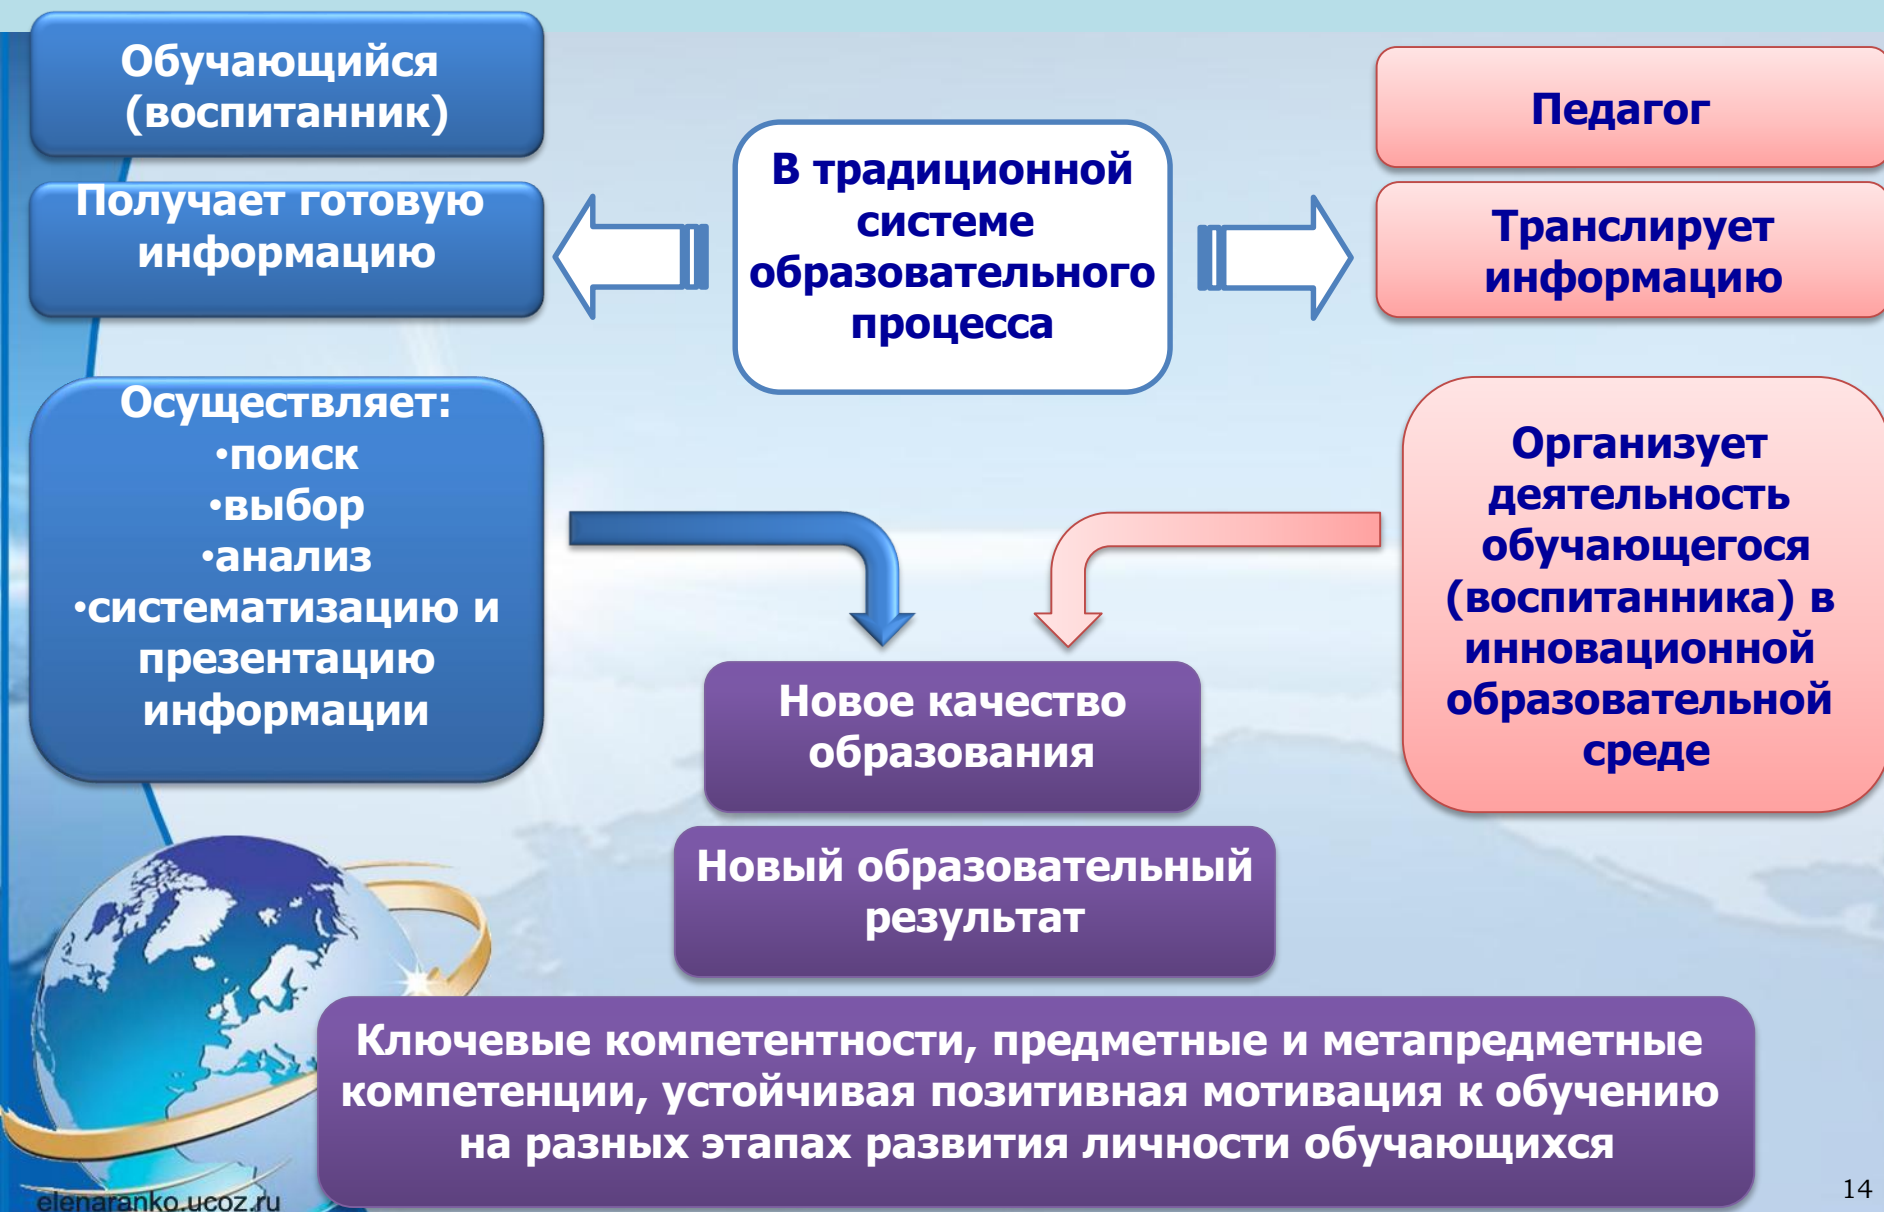 Обучающийся
(воспитанник)
Получает готовую
информацию
В традиционной
системе
образовательного
процесса
Педагог
Транслирует
информацию
Осуществляет:
•поиск
•выбор
•анализ
•систематизацию и
презентацию
информации
Организует
деятельность
обучающегося
(воспитанника) в
инновационной
образовательной
среде
Новое качество
образования
Новый образовательный
результат
Ключевые компетентности, предметные и метапредметные
компетенции, устойчивая позитивная мотивация к обучению
на разных этапах развития личности обучающихся
elenaranko.ucoz.ru
14